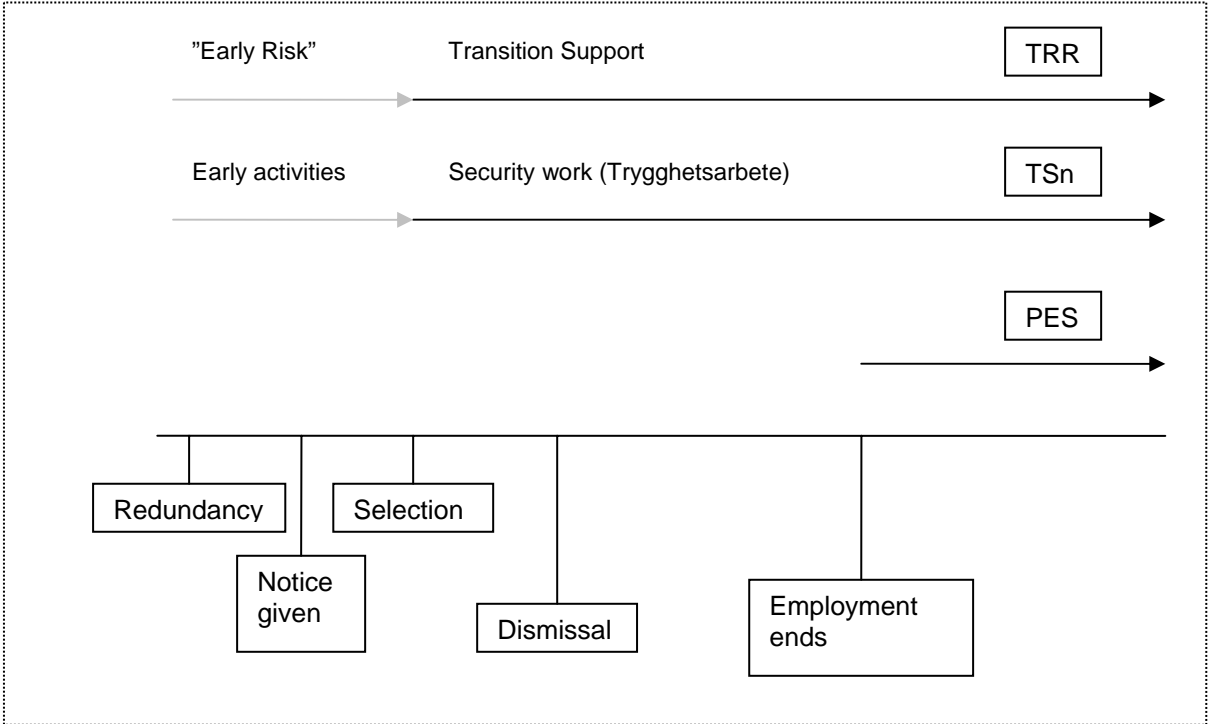 ”Early Risk” Transition Support TRR
Early activities Security work (Trygghetsarbete) TSn
PES
Redundancy Selection
Notice
given
Dismissal
Employment
ends